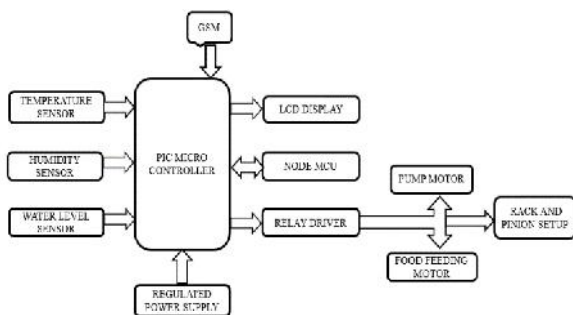 GSM
TEMPERATURE
SENSOR
LCD DISPLAY
PIC MICRO
CONTROLLER
HUMIDITY
SENSOR
NODE MCU
PUMP MOTOR
WATER LEVEL
SENSOR
RELAY DRIVER
RACK AND
PINION SETUP
FOOD FEEDING
MOTOR
REGULATED
POWER SUPPLY